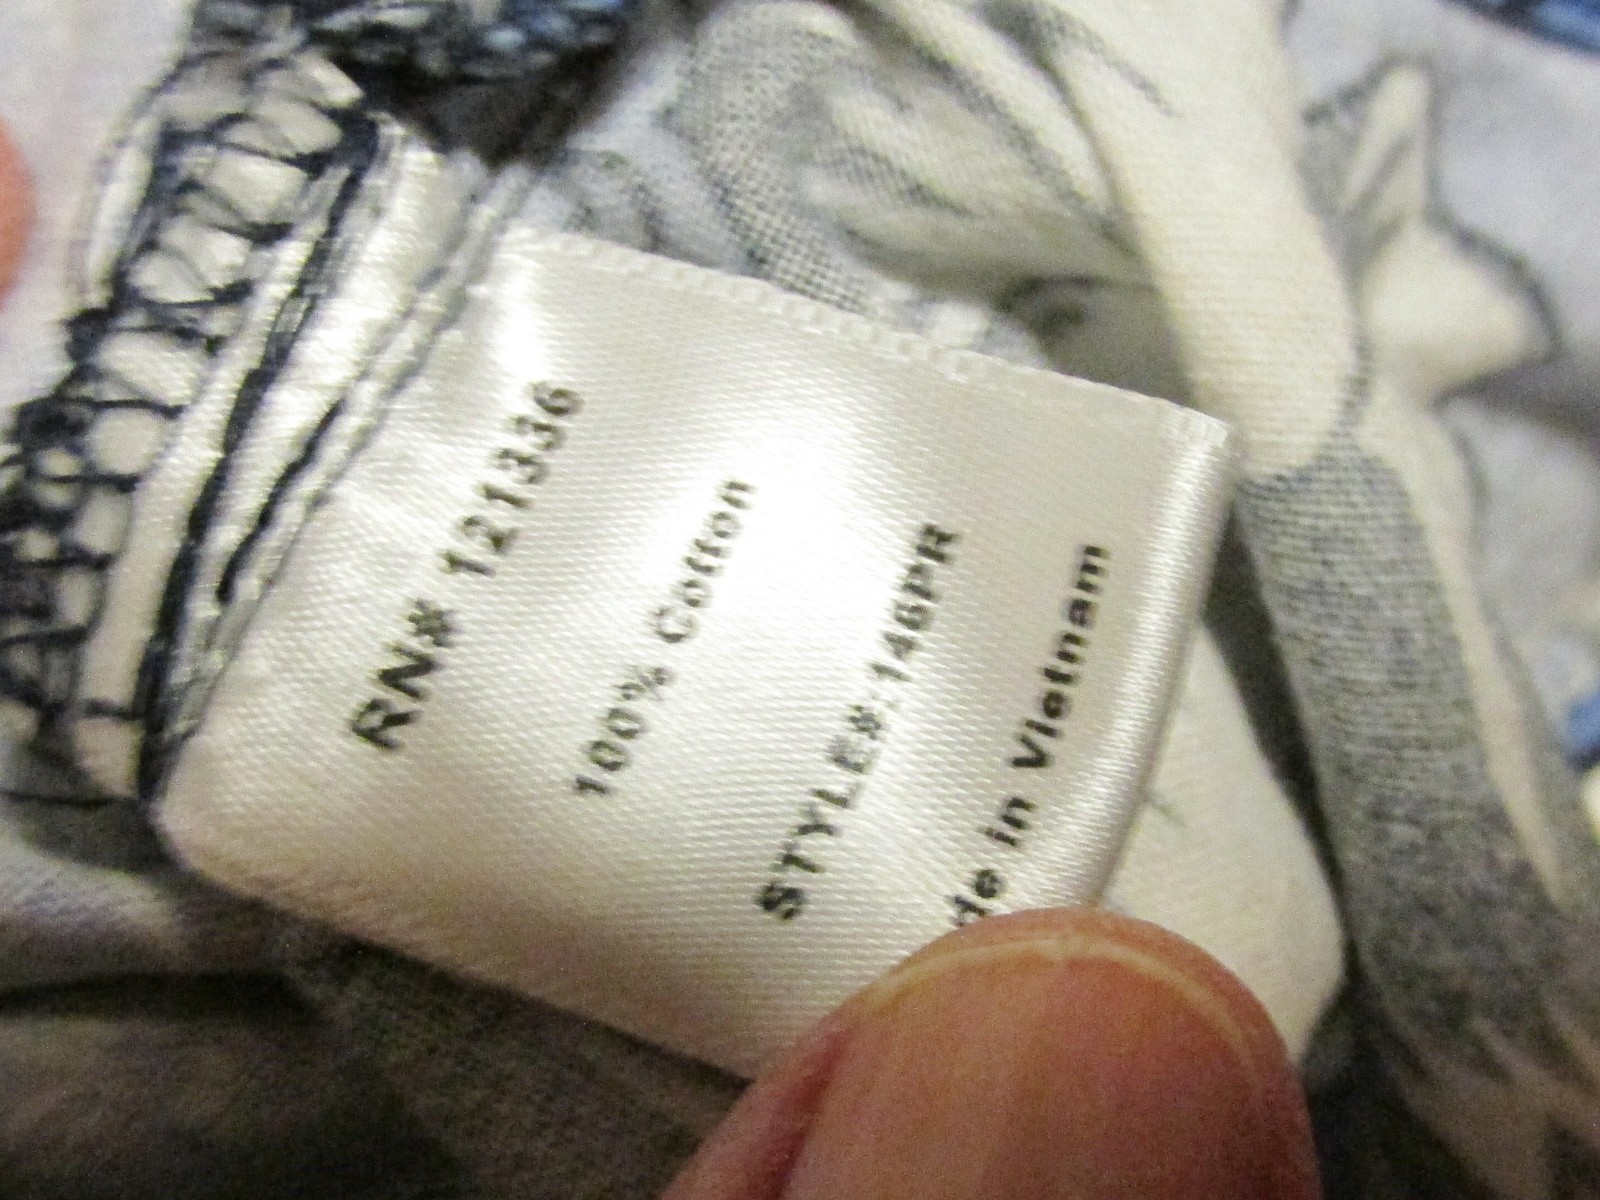 RN# 121336
100% Cotton
STYLE#:146PR
de in Vietnam